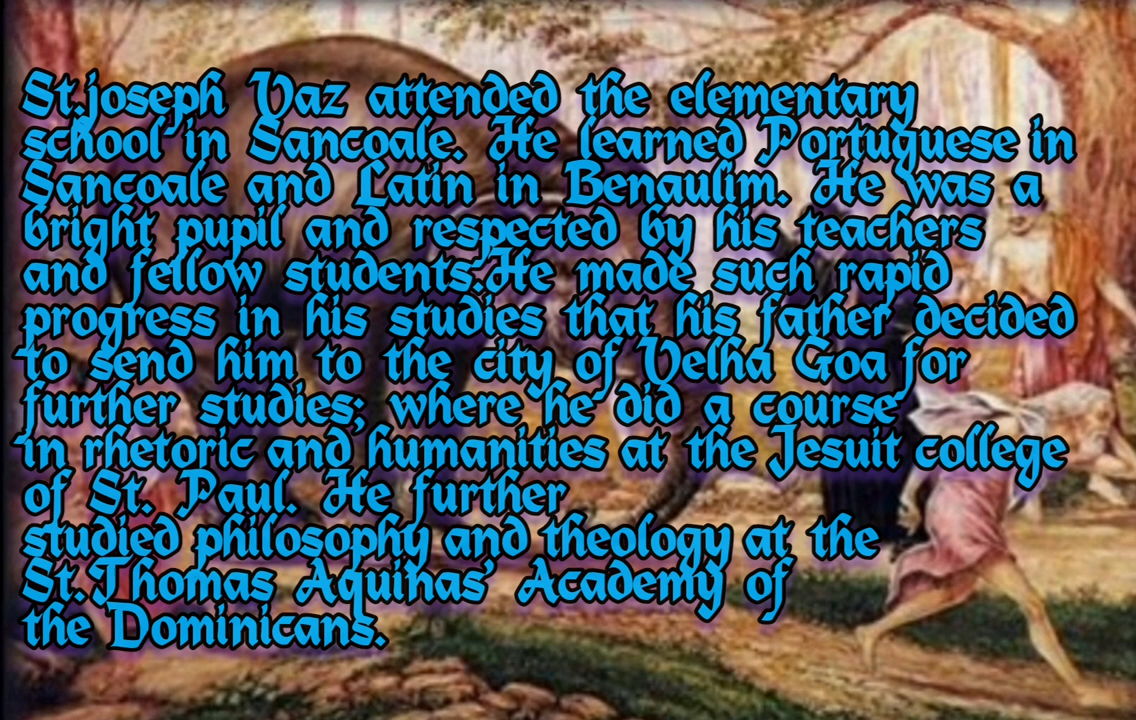 St.joseph Vaz attended the elementary
school in Sancoale. He learned Portuguese in
Sancoale and Latin in Benaulim. He was a
bright pupil and respected by his teachers
and fellow students.He made such rapid
progress in his studies that his father decided
to send him to the city of Velha Goa for
further studies; where he did a course
in rhetoric and humanities at the Jesuit college
of St. Paul. He further
studied philosophy and theology at the
St.Thomas Aquinas' Academy of
the Dominicans.